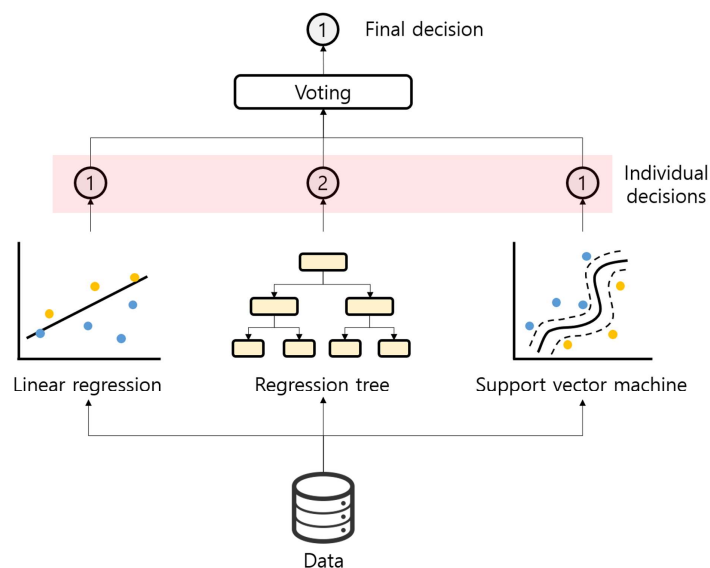 1 Final decision
Voting
1 2 1 Individual
decisions
Linear regression Regression tree Support vector machine
Data